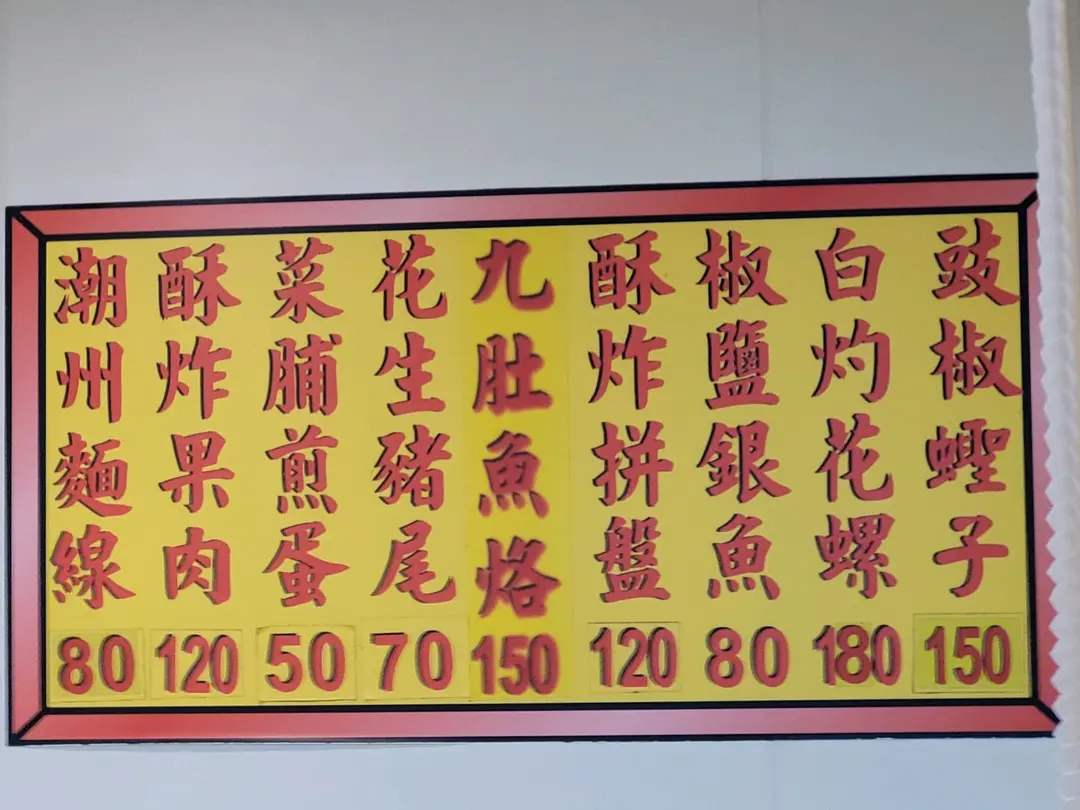 豉椒蟶子 150
白灼花螺 180
椒鹽銀魚 80
酥炸拼盤 120
九肚魚烙 150
花生豬尾 70
菜脯煎蛋 50
酥炸果肉 120
潮州麵線 80